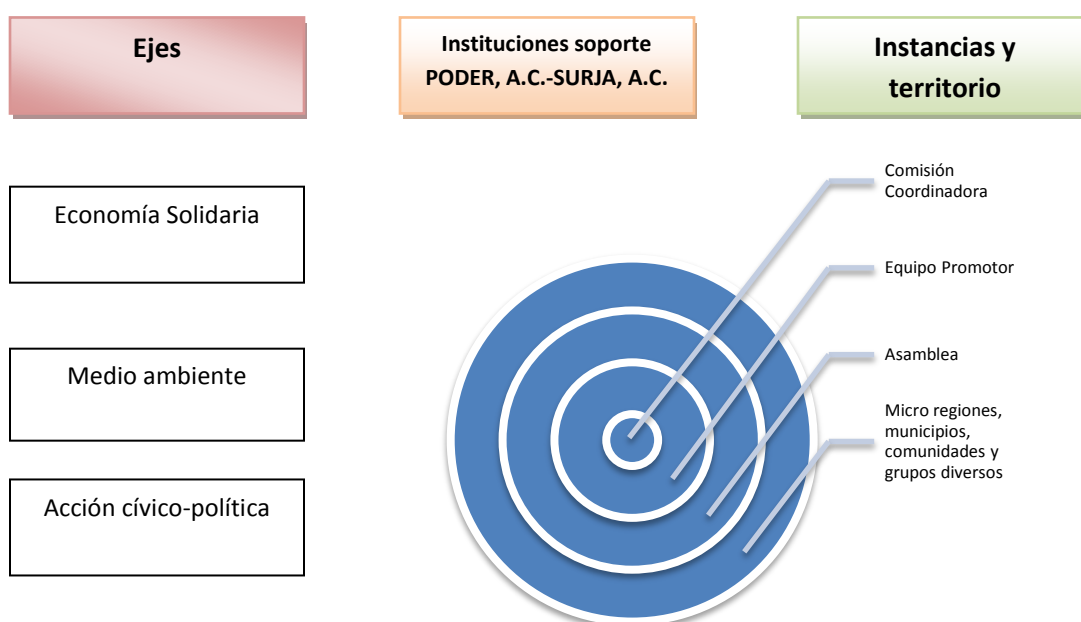 Ejes
Instituciones soporte
PODER, A.C.-SURJA, A.C.
Instancias y
territorio
Economía Solidaria
Medio ambiente
Acción cívico-política
Comisión
Coordinadora
Equipo Promotor
Asamblea
Micro regiones,
municipios,
comunidades y
grupos diversos